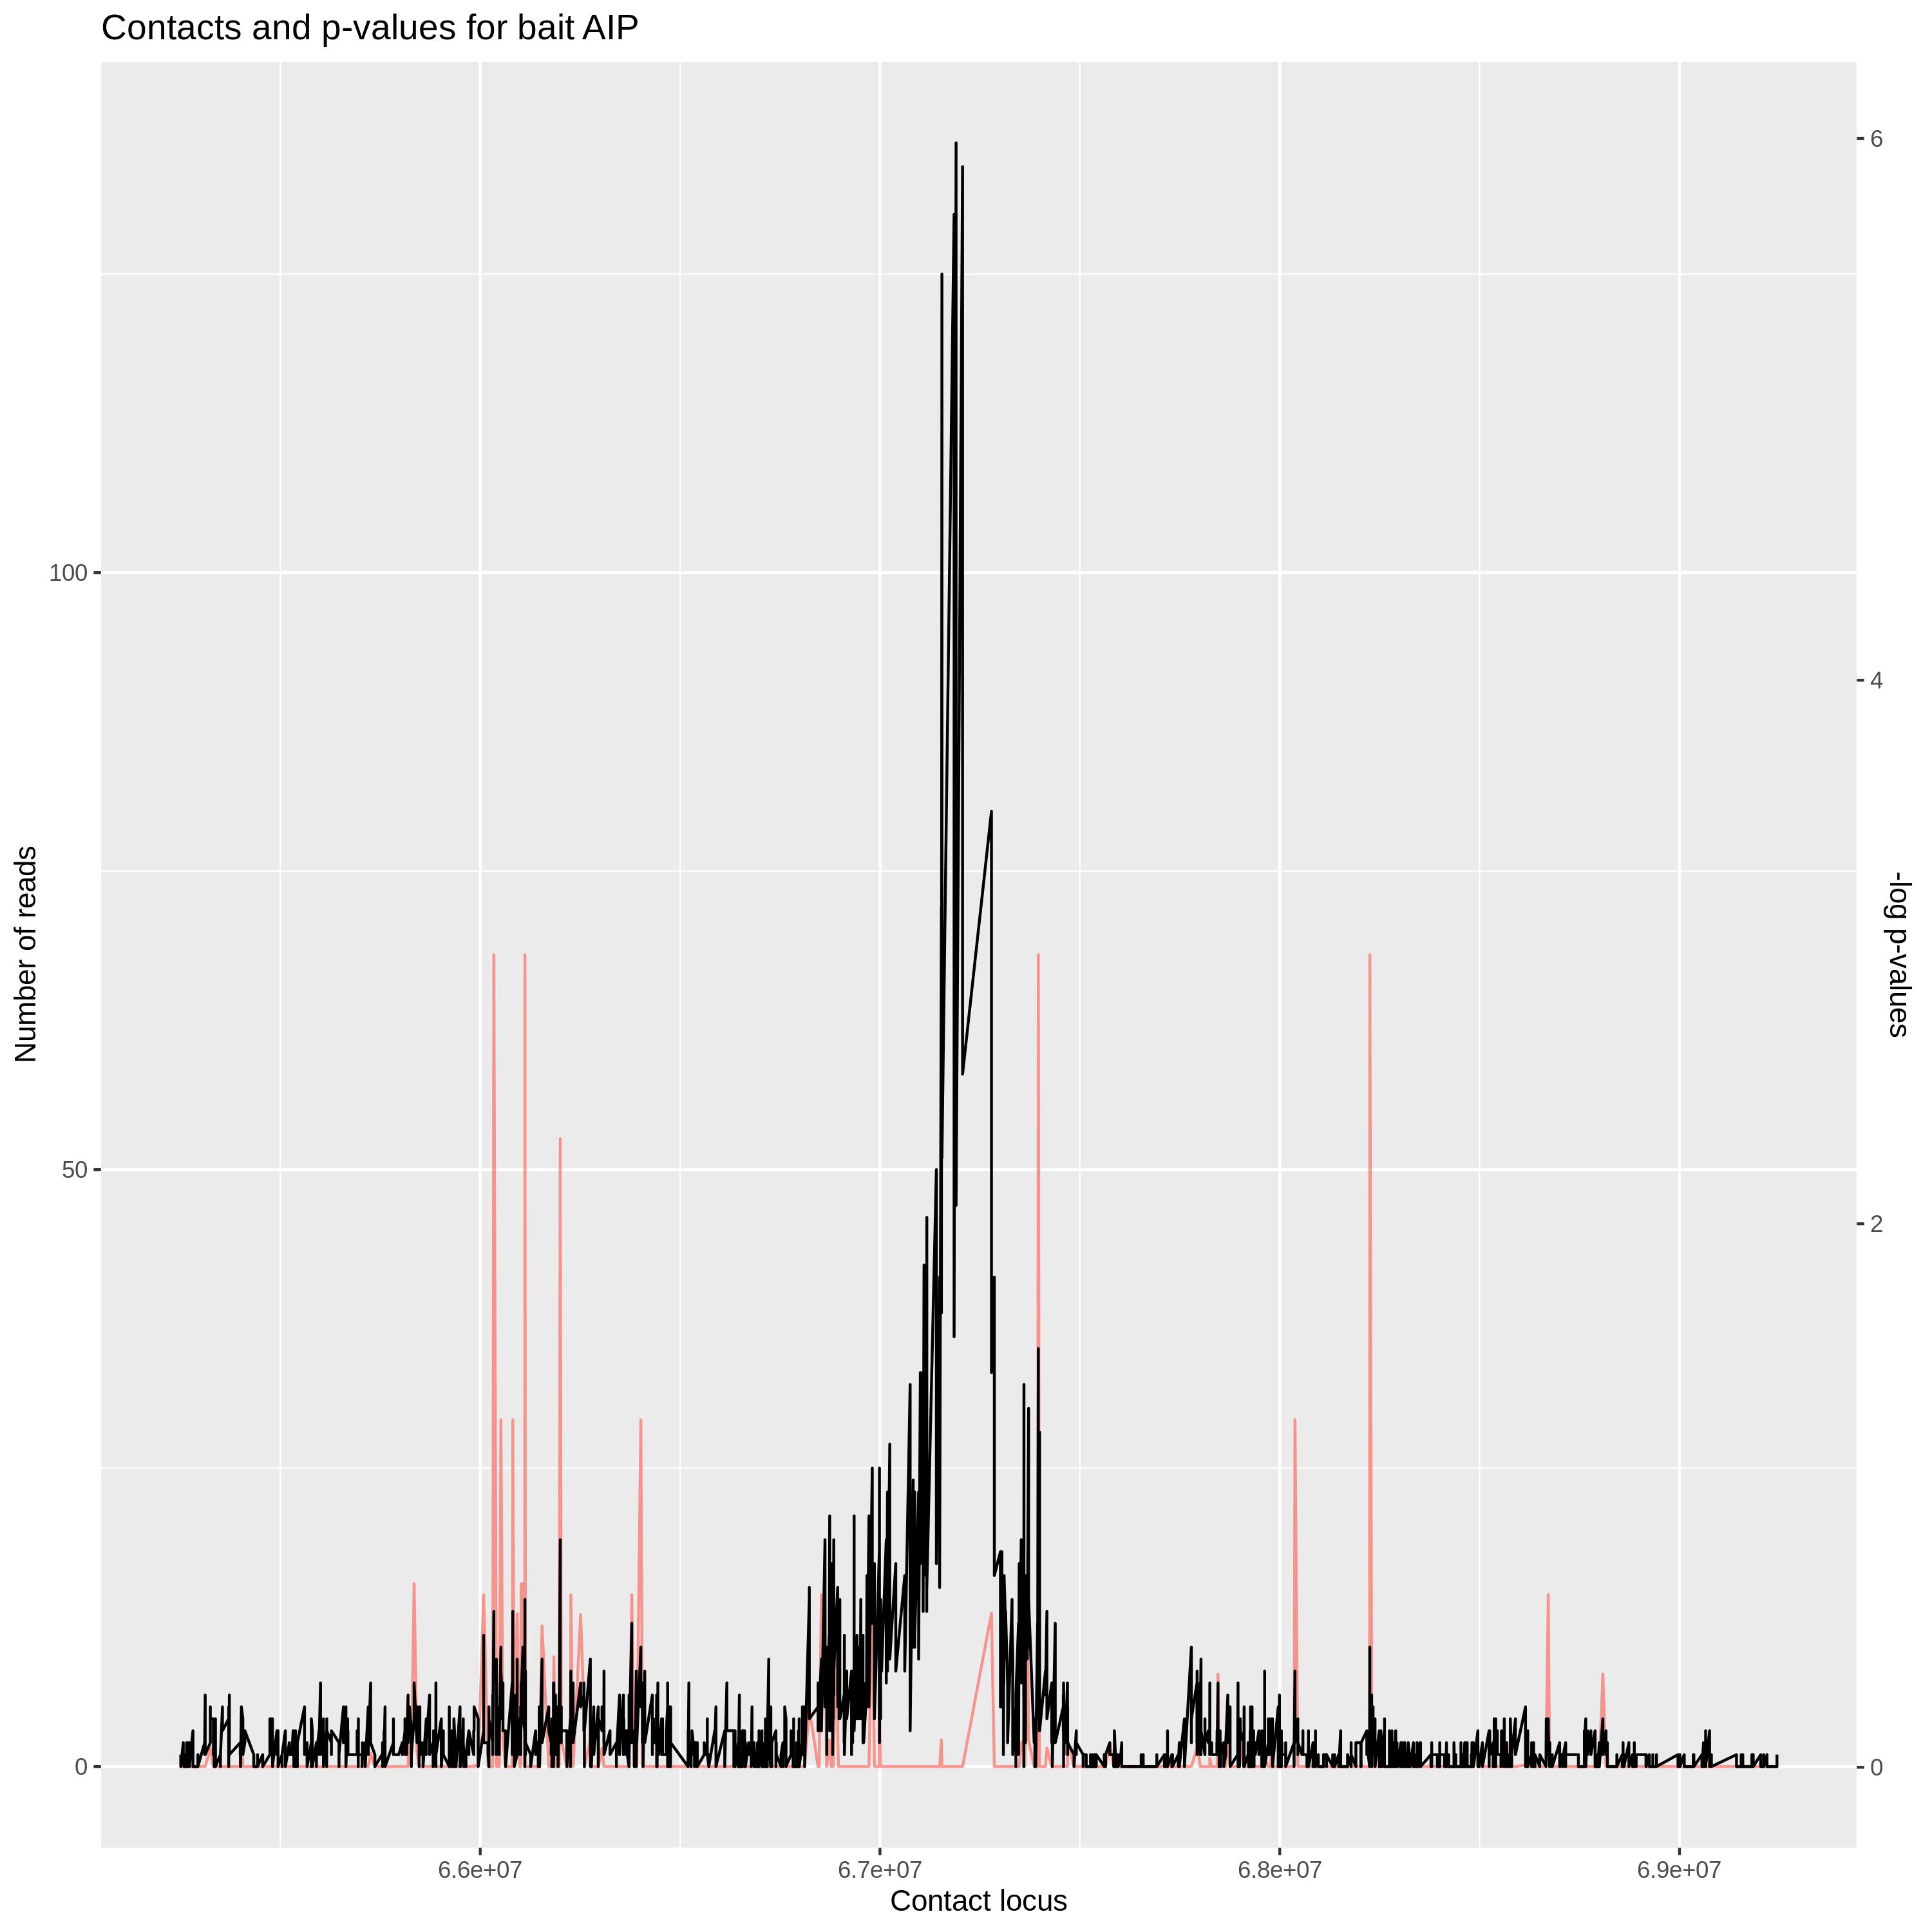 Contacts and p-values for bait AIP
Number of reads
100
50
0
6
4
2
0
-log p-values
6.6e+07
6.7e+07
6.8e+07
6.9e+07
Contact locus